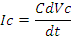 Ic = CdVc/dt